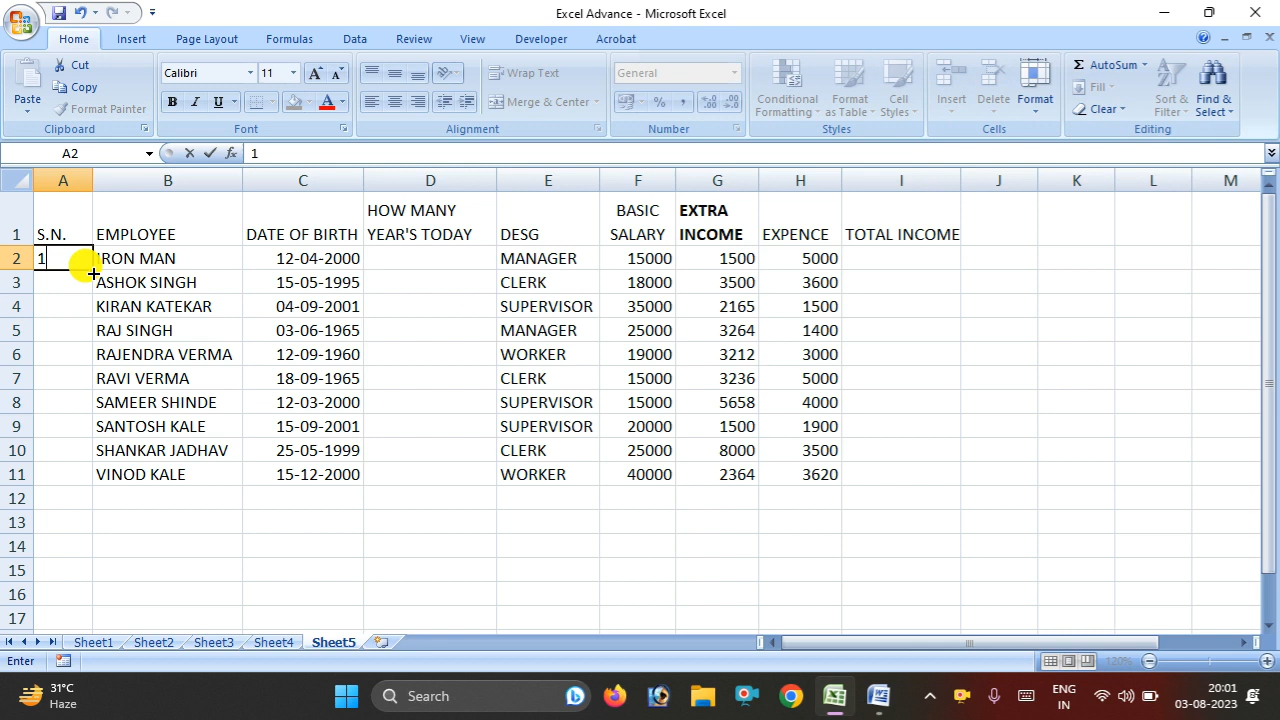 Excel Advance - Microsoft Excel
Home Insert Page Layout Formulas Data Review View Developer Acrobat
Paste Cut Copy Format Painter Clipboard
Calibri 11 A A B I U A Font
Wrap Text Merge & Center Alignment
General % , .0 .00 .00 .0 Number
Conditional Formatting Format as Table Cell Styles Styles
Insert Delete Format Cells
Σ AutoSum Fill Clear Sort & Filter Find & Select Editing
A2 fx 1
A B C D E F G H I J K L M
1 S.N. EMPLOYEE DATE OF BIRTH HOW MANY YEAR'S TODAY DESG BASIC SALARY EXTRA INCOME EXPENCE TOTAL INCOME
2 1 IRON MAN 12-04-2000 MANAGER 15000 1500 5000
3 ASHOK SINGH 15-05-1995 CLERK 18000 3500 3600
4 KIRAN KATEKAR 04-09-2001 SUPERVISOR 35000 2165 1500
5 RAJ SINGH 03-06-1965 MANAGER 25000 3264 1400
6 RAJENDRA VERMA 12-09-1960 WORKER 19000 3212 3000
7 RAVI VERMA 18-09-1965 CLERK 15000 3236 5000
8 SAMEER SHINDE 12-03-2000 SUPERVISOR 15000 5658 4000
9 SANTOSH KALE 15-09-2001 SUPERVISOR 20000 1500 1900
10 SHANKAR JADHAV 25-05-1999 CLERK 25000 8000 3500
11 VINOD KALE 15-12-2000 WORKER 40000 2364 3620
12
13
14
15
16
17
Sheet1 Sheet2 Sheet3 Sheet4 Sheet5
Enter 120%
31°C Haze Search ENG IN 20:01 03-08-2023